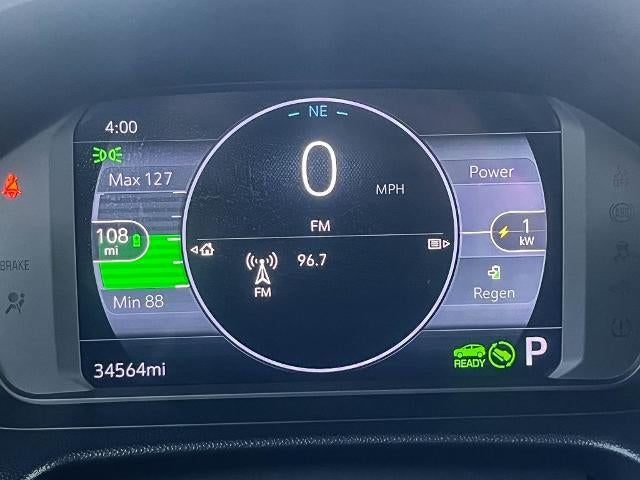 NE
4:00
Max 127
108
mi
Min 88
34564mi
BRAKE
0
MPH
FM
96.7
FM
Power
1
kW
Regen
READY
P